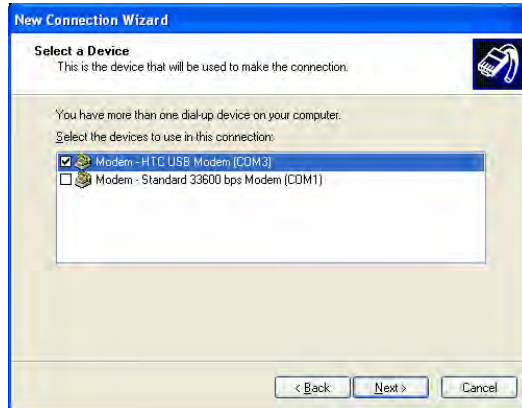 New Connection Wizard
Select a Device
This is the device that will be used to make the connection.
You have more than one dial-up device on your computer.
Select the devices to use in this connection:
Modem - HTC USB Modem (COM3)
Modem - Standard 33600 bps Modem (COM1)
< Back Next > Cancel